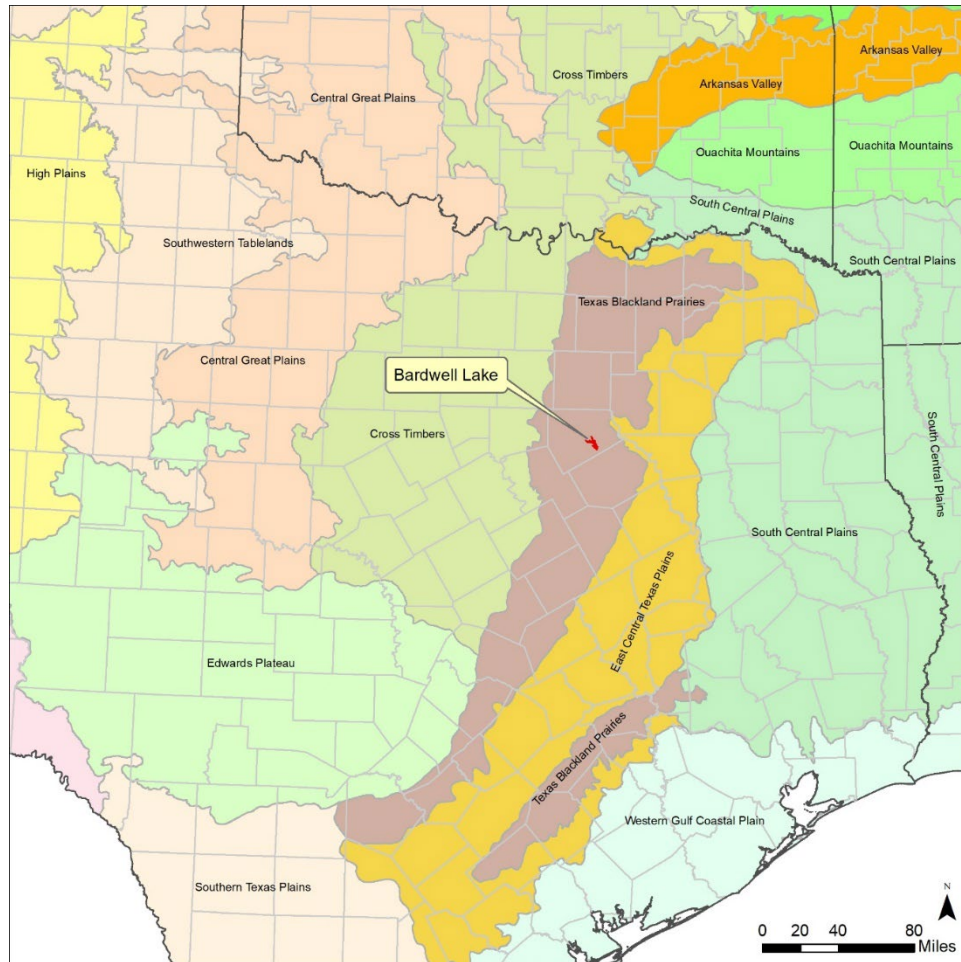 Arkansas Valley
Cross Timbers
Arkansas Valley
Central Great Plains
Ouachita Mountains
Ouachita Mountains
High Plains
South Central Plains
Southwestern Tablelands
South Central Plains
Texas Blackland Prairies
Central Great Plains
Bardwell Lake
Cross Timbers
South Central Plains
South Central Plains
East Central Texas Plains
Edwards Plateau
Texas Blackland Prairies
Western Gulf Coastal Plain
Southern Texas Plains
N
0 20 40 80
Miles